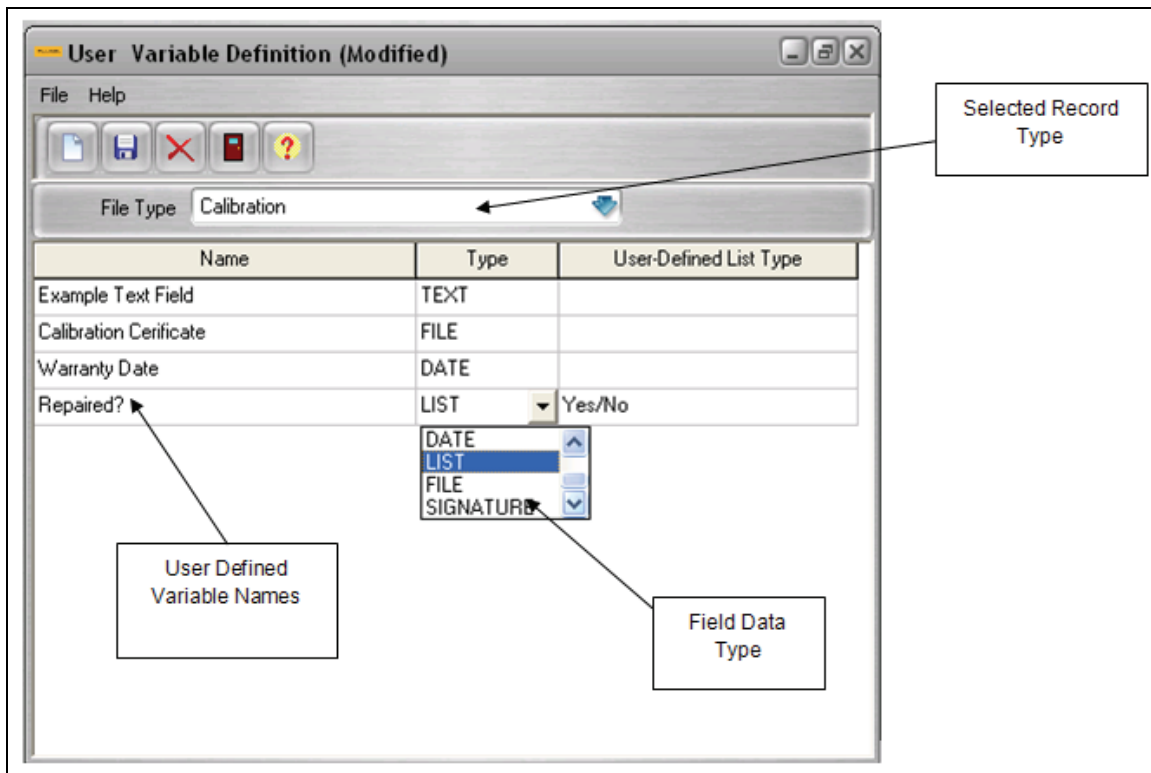 User Variable Definition (Modified)
File Help
Selected Record
Type
File Type Calibration
Name Type User-Defined List Type
Example Text Field TEXT
Calibration Cerificate FILE
Warranty Date DATE
Repaired? LIST Yes/No
DATE
LIST
FILE
SIGNATURE
User Defined
Variable Names
Field Data
Type